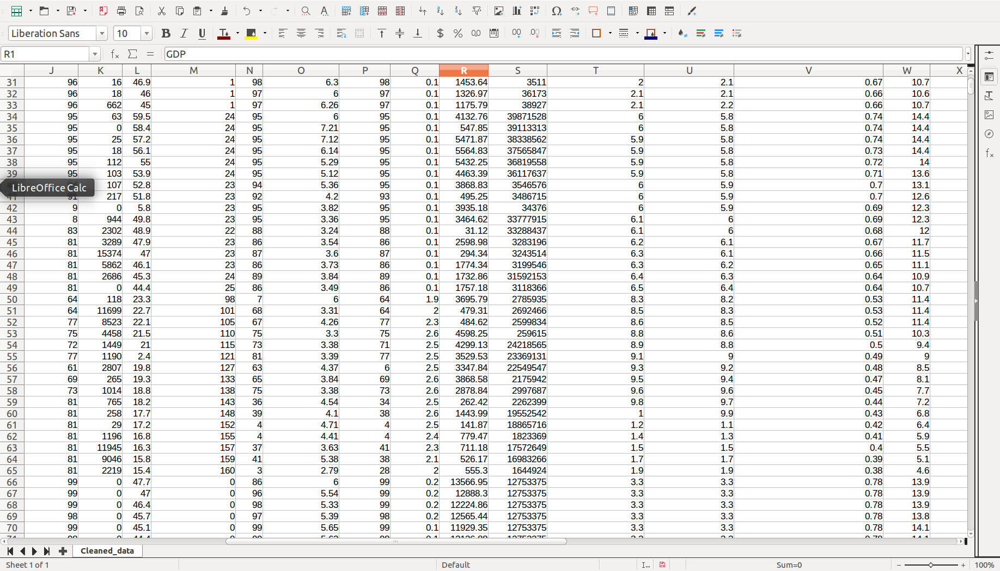 Liberation Sans 10
R1 GDP
J K L M N O P Q R S T U V W X
31 96 16 46.9 1 98 6.3 98 0.1 1453.64 3511 2 2.1 0.67 10.7
32 96 18 46 1 97 6 97 0.1 1326.97 36173 2.1 2.1 0.66 10.6
33 96 662 45 1 97 6.26 97 0.1 1175.79 38927 2.1 2.2 0.66 10.7
34 95 63 59.5 24 95 6 95 0.1 4132.76 39871528 6 5.8 0.74 14.4
35 95 0 58.4 24 95 7.21 95 0.1 547.85 39113313 6 5.8 0.74 14.4
36 95 25 57.2 24 95 7.12 95 0.1 5471.87 38338562 5.9 5.8 0.74 14.4
37 95 18 56.1 24 95 6.14 95 0.1 5564.83 37565847 5.9 5.8 0.73 14.4
38 95 112 55 24 95 5.29 95 0.1 5432.25 36819558 5.9 5.8 0.72 14
39 95 103 53.9 24 95 5.12 95 0.1 4463.39 36117637 5.9 5.8 0.71 13.6
LibreOffice Calc 107 52.8 23 94 5.36 95 0.1 3868.83 3546576 6 5.9 0.7 13.1
41 91 217 51.8 23 92 4.2 93 0.1 495.25 3486715 6 5.9 0.7 12.6
42 9 0 5.8 23 95 3.82 95 0.1 3935.18 34376 6 5.9 0.69 12.3
43 8 944 49.8 23 95 3.36 95 0.1 3464.62 33777915 6.1 6 0.69 12.3
44 83 2302 48.9 22 88 3.24 88 0.1 31.12 33288437 6.1 6 0.68 12
45 81 3289 47.9 23 86 3.54 86 0.1 2598.98 3283196 6.2 6.1 0.67 11.7
46 81 15374 47 23 87 3.6 87 0.1 294.34 3243514 6.3 6.1 0.66 11.5
47 81 5862 46.1 23 86 3.73 86 0.1 1774.34 3199546 6.3 6.2 0.65 11.1
48 81 2686 45.3 24 89 3.84 89 0.1 1732.86 31592153 6.4 6.3 0.64 10.9
49 81 0 44.4 25 86 3.49 86 0.1 1757.18 3118366 6.5 6.4 0.64 10.7
50 64 118 23.3 98 7 6 64 1.9 3695.79 2785935 8.3 8.2 0.53 11.4
51 64 11699 22.7 101 68 3.31 64 2 479.31 2692466 8.5 8.3 0.53 11.4
52 77 8523 22.1 105 67 4.26 77 2.3 484.62 2599834 8.6 8.5 0.52 11.4
53 75 4458 21.5 110 75 3.3 75 2.6 4598.25 259615 8.8 8.6 0.51 10.3
54 72 1449 21 115 73 3.38 71 2.5 4299.13 24218565 8.9 8.8 0.5 9.4
55 77 1190 2.4 121 81 3.39 77 2.5 3529.53 23369131 9.1 9 0.49 9
56 61 2807 19.8 127 63 4.37 6 2.5 3347.84 22549547 9.3 9.2 0.48 8.5
57 69 265 19.3 133 65 3.84 69 2.6 3868.58 2175942 9.5 9.4 0.47 8.1
58 73 1014 18.8 138 75 3.38 73 2.6 2878.84 2997687 9.6 9.6 0.45 7.7
59 81 765 18.2 143 36 4.54 34 2.5 262.42 2262399 9.8 9.7 0.44 7.2
60 81 258 17.7 148 39 4.1 38 2.6 1443.99 19552542 1 9.9 0.43 6.8
61 81 29 17.2 152 4 4.71 4 2.5 141.87 18865716 1.2 1.1 0.42 6.4
62 81 1196 16.8 155 4 4.41 4 2.4 779.47 1823369 1.4 1.3 0.41 5.9
63 81 11945 16.3 157 37 3.63 41 2.3 711.18 17572649 1.5 1.5 0.4 5.5
64 81 9046 15.8 159 41 5.38 38 2.1 526.17 16983266 1.7 1.7 0.39 5.1
65 81 2219 15.4 160 3 2.79 28 2 555.3 1644924 1.9 1.9 0.38 4.6
66 99 0 47.7 0 86 6 99 0.2 13566.95 12753375 3.3 3.3 0.78 13.9
67 99 0 47 0 96 5.54 99 0.2 12888.3 12753375 3.3 3.3 0.78 13.9
68 99 0 46.4 0 98 5.33 99 0.2 12224.86 12753375 3.3 3.3 0.78 13.9
69 98 0 45.7 0 97 5.39 98 0.2 12565.44 12753375 3.3 3.3 0.78 13.8
70 99 0 45.1 0 99 5.65 99 0.1 11929.35 12753375 3.3 3.3 0.78 14.1
Cleaned_data
Sheet 1 of 1 Default Sum=0 100%